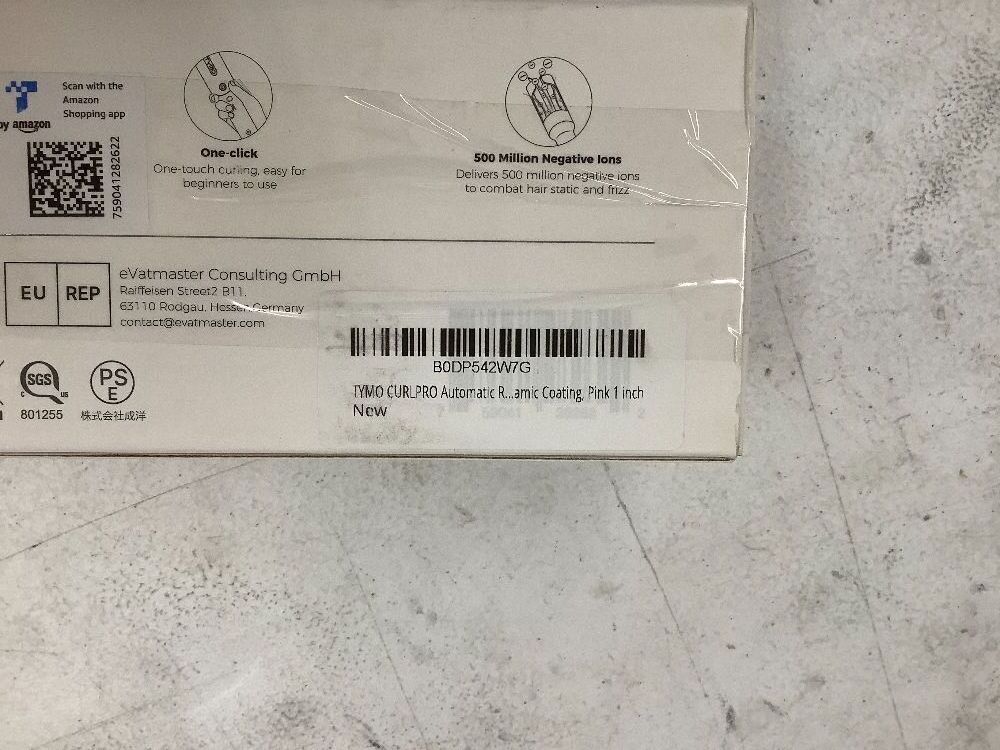 Scan with the
Amazon
Shopping app
by amazon
759041282622
One-click
One-touch curling, easy for
beginners to use
500 Million Negative Ions
Delivers 500 million negative ions
to combat hair static and frizz
EU REP
eVatmaster Consulting GmbH
Raiffeisen Street2 B11,
63110 Rodgau, Hessen Germany
contact@evatmaster.com
SGS
C US
801255
PS
E
株式会社成洋
B0DP542W7G
TYMO CURLPRO Automatic R...amic Coating, Pink 1 inch
New